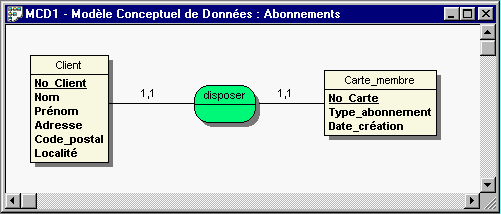 MCD1 - Modèle Conceptuel de Données : Abonnements
Client
No_Client
Nom
Prénom
Adresse
Code_postal
Localité
1,1
disposer
1,1
Carte_membre
No_Carte
Type_abonnement
Date_création